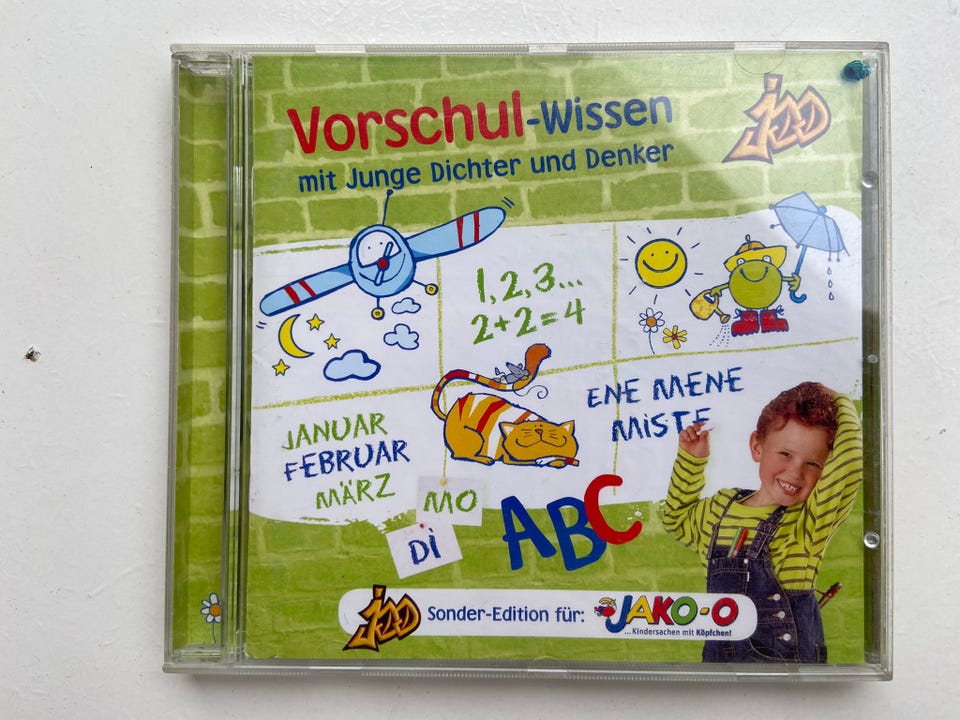 Vorschul-Wissen
mit Junge Dichter und Denker
JDD
1, 2, 3...
2+2=4
ENE MENE
MISTE
JANUAR
FEBRUAR
MÄRZ
MO
DI
ABC
JDD Sonder-Edition für: JAKO-O
...Kindersachen mit Köpfchen!